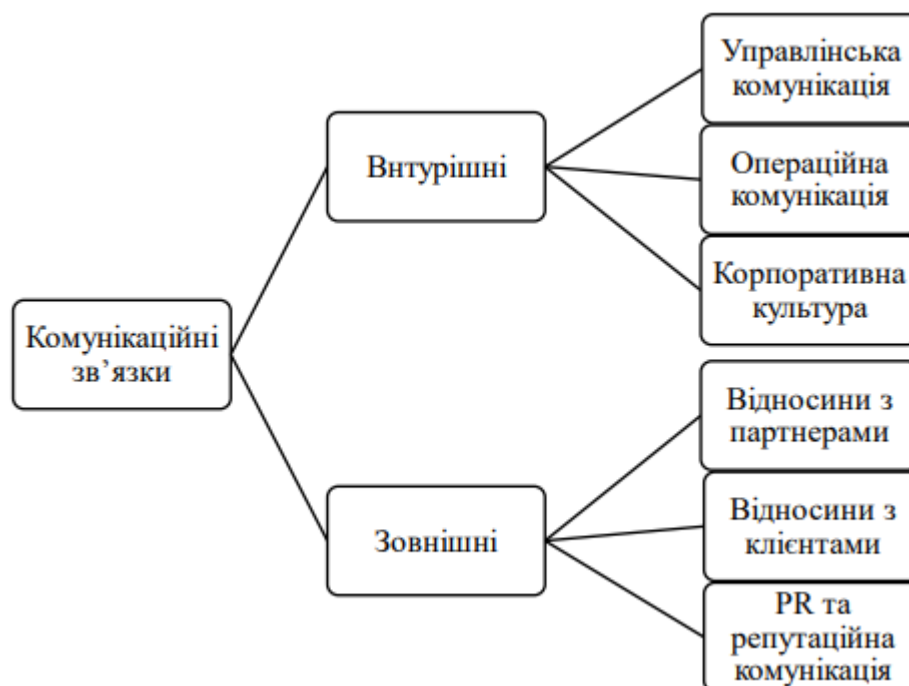 Управлінська
комунікація
Внтурішні
Операційна
комунікація
Корпоративна
культура
Комунікаційні
зв’язки
Відносини з
партнерами
Зовнішні
Відносини з
клієнтами
PR та
репутаційна
комунікація